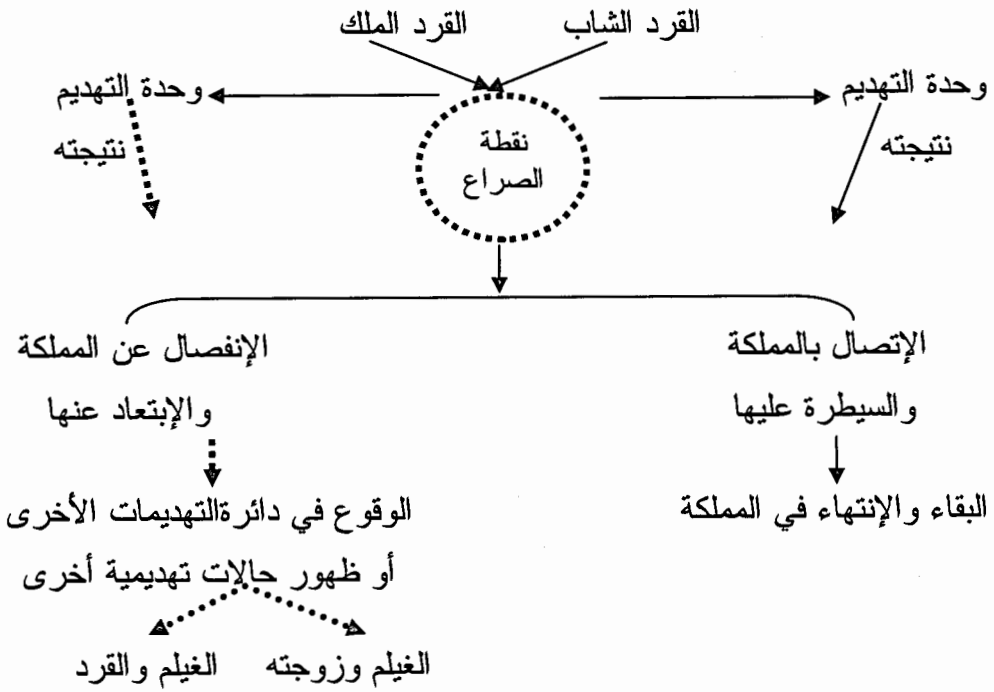 القرد الشاب
القرد الملك
وحدة التهديم
وحدة التهديم
نتيجته
نقطة
الصراع
نتيجته
الإتصال بالمملكة
والسيطرة عليها
الإنفصال عن المملكة
والإبتعاد عنها
البقاء والإنتهاء في المملكة
الوقوع في دائرةالتهديمات الأخرى
أو ظهور حالات تهديمية أخرى
الغيلم وزوجته
الغيلم والقرد